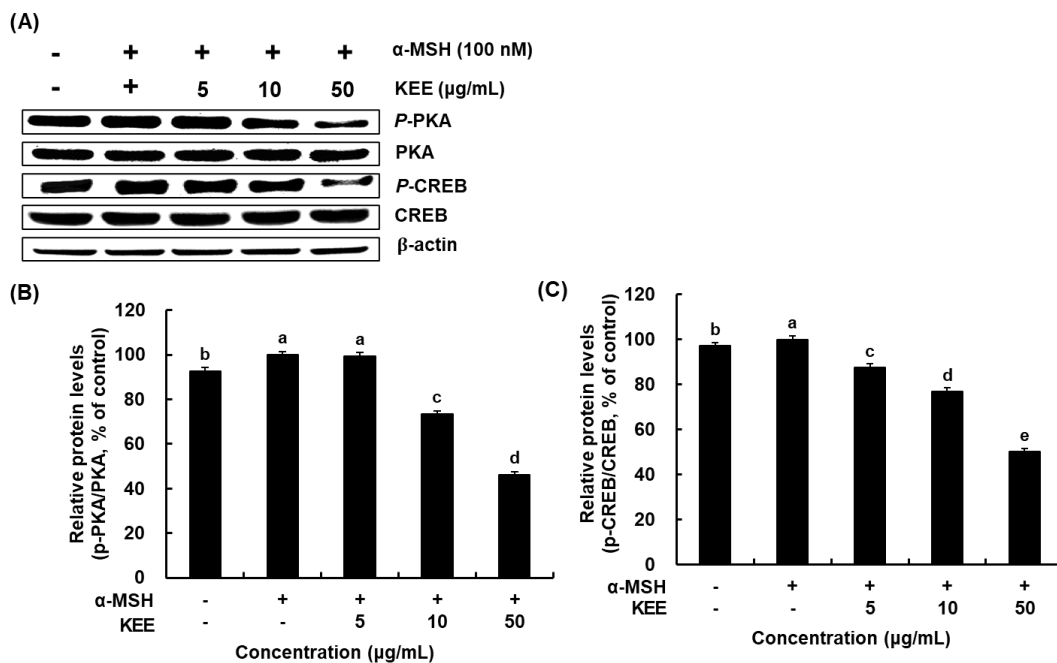 (A)
- + + + + α-MSH (100 nM)
- + 5 10 50 KEE (µg/mL)
P-PKA
PKA
P-CREB
CREB
β-actin
(B)
Relative protein levels
(p-PKA/PKA, % of control)
120
100
80
60
40
20
0
b a a c d
α-MSH - + + + +
KEE - - 5 10 50
Concentration (µg/mL)
(C)
Relative protein levels
(p-CREB/CREB, % of control)
120
100
80
60
40
20
0
b a c d e
α-MSH - + + + +
KEE - - 5 10 50
Concentration (µg/mL)